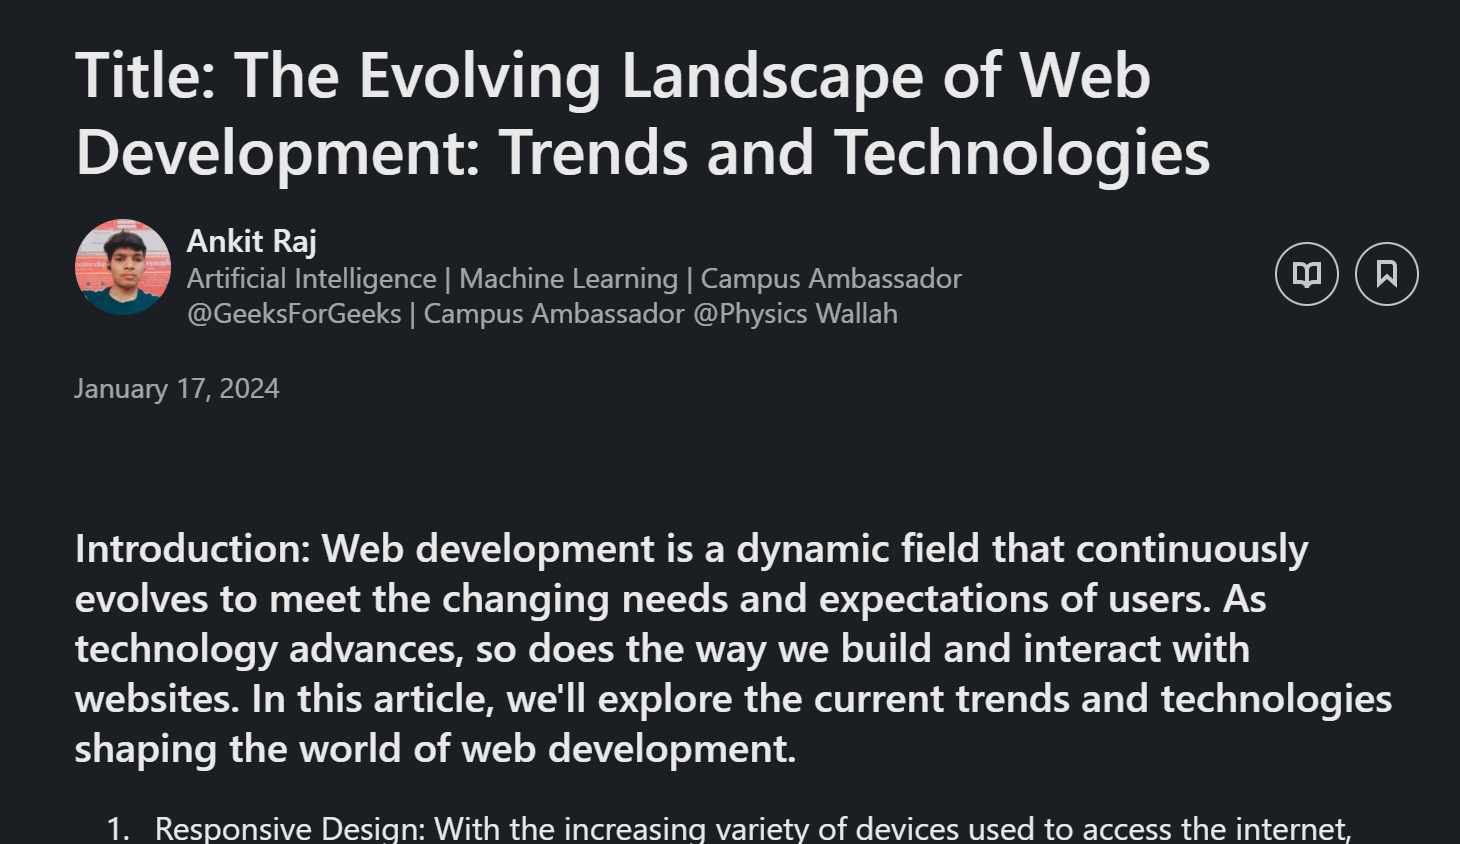 Title: The Evolving Landscape of Web
Development: Trends and Technologies
Ankit Raj
Artificial Intelligence | Machine Learning | Campus Ambassador
@GeeksForGeeks | Campus Ambassador @Physics Wallah
January 17, 2024
Introduction: Web development is a dynamic field that continuously
evolves to meet the changing needs and expectations of users. As
technology advances, so does the way we build and interact with
websites. In this article, we'll explore the current trends and technologies
shaping the world of web development.
1. Responsive Design: With the increasing variety of devices used to access the internet,